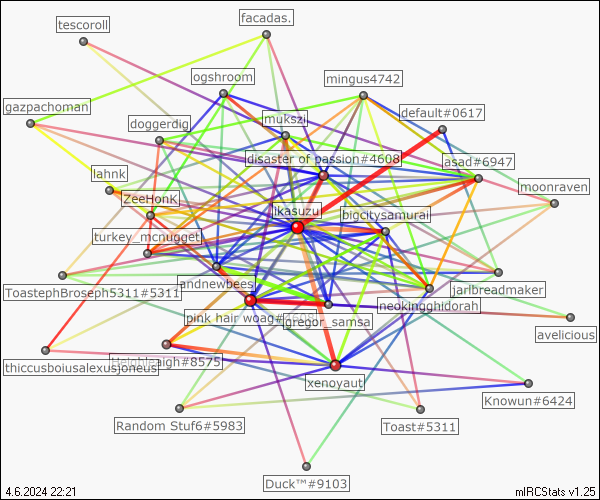 facadas.
tescoroll
ogshroom
mingus4742
gazpachoman
default#0617
doggerdig
mukszi
disaster of passion#4608
asad#6947
lahnk
moonraven
ZeeHonK
ikasuzu
bigcitysamurai
turkey_mcnugget
andnewbees
jarlbreadmaker
ToastephBroseph5311#5311
neokingghidorah
pink hair woag#
gregor_samsa
avelicious
thiccusboiusalexusjoneus
#8575
xenoyaut
Knowun#6424
Random Stuf6#5983
Toast#5311
Duck™#9103
4.6.2024 22:21
mIRCStats v1.25